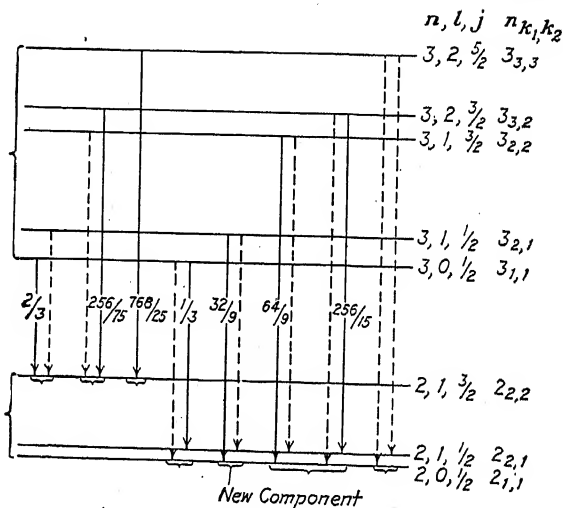 n, l, j n_{k_1, k_2}
3, 2, 5/2 3_{3,3}
3, 2, 3/2 3_{3,2}
3, 1, 3/2 3_{2,2}
3, 1, 1/2 3_{2,1}
3, 0, 1/2 3_{1,1}
2/3 256/75 768/25 1/3 32/9 64/9 256/15
2, 1, 3/2 2_{2,2}
2, 1, 1/2 2_{2,1}
2, 0, 1/2 2_{1,1}
New Component